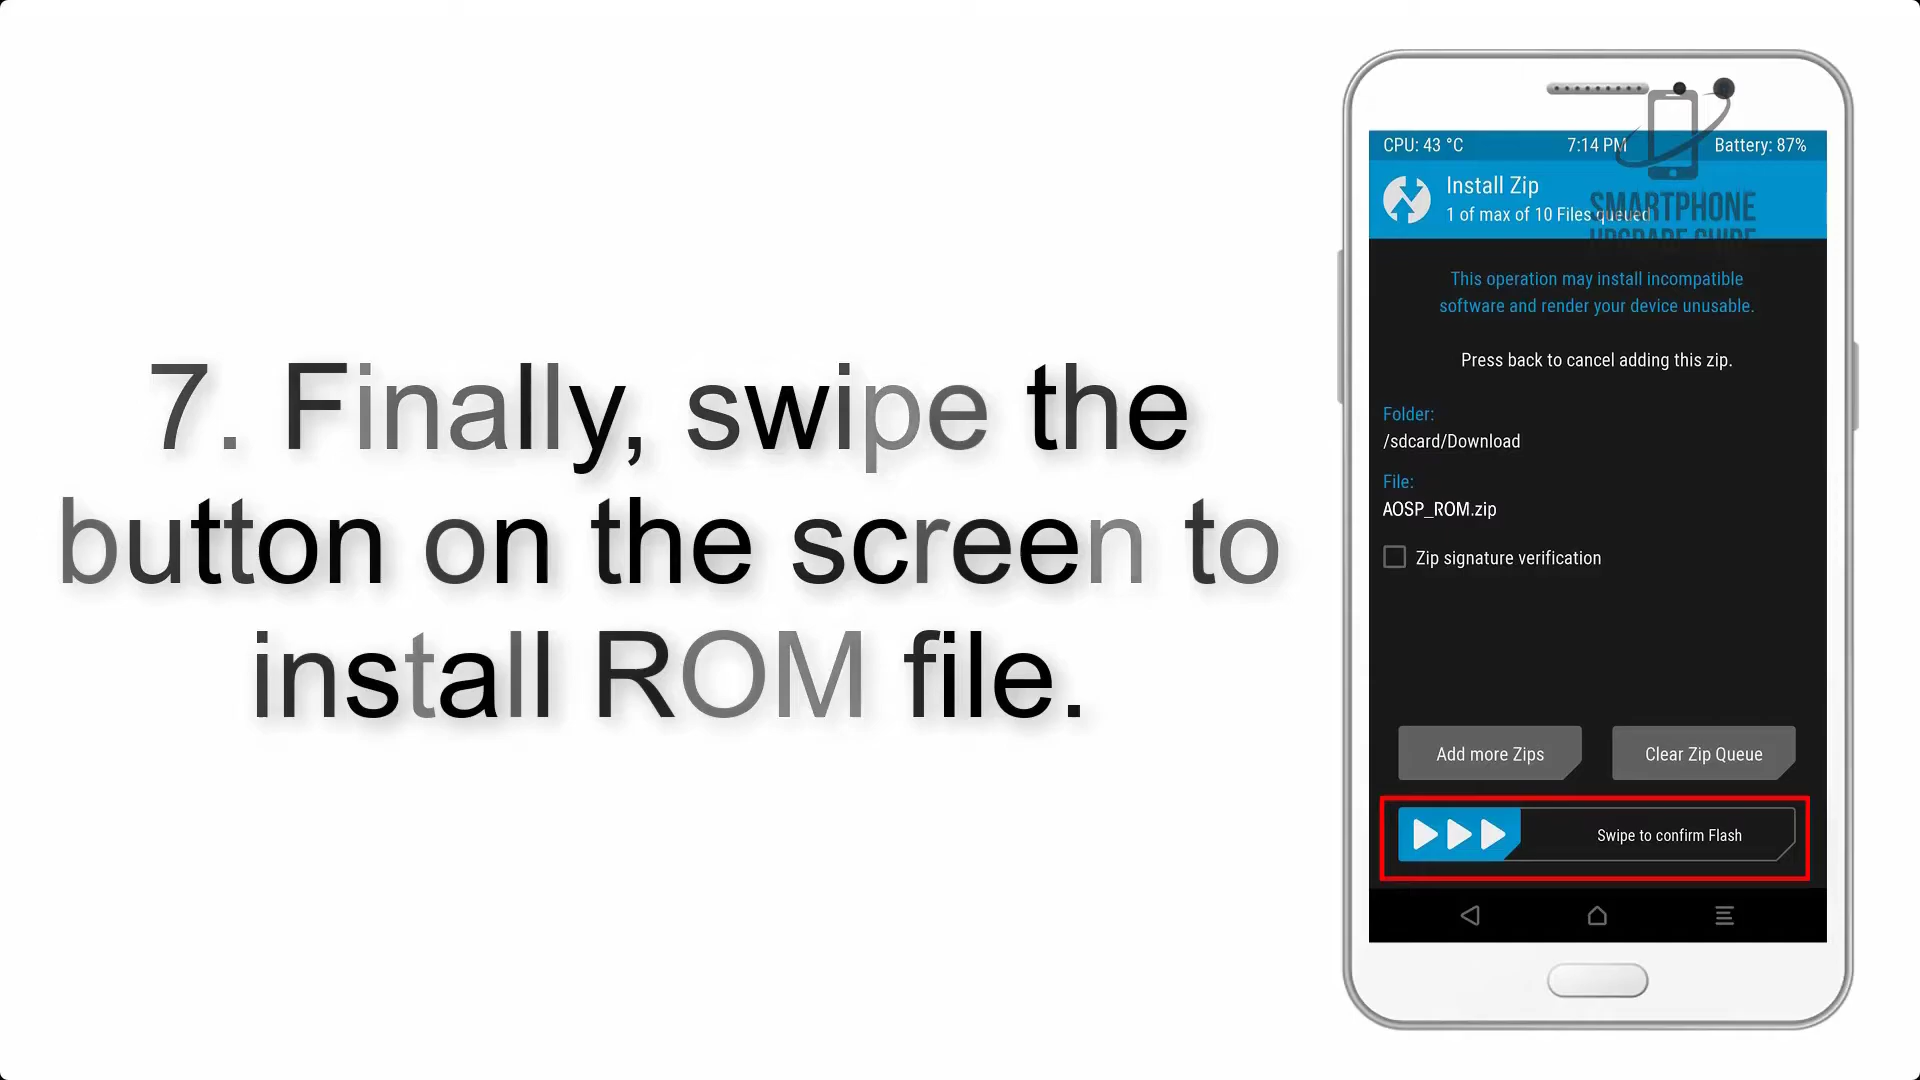 7. Finally, swipe the
button on the screen to
install ROM file.
CPU: 43 °C 7:14 PM Battery: 87%
Install Zip
1 of max of 10 Files queued
SMARTPHONE
UPGRADE GUIDE
This operation may install incompatible
software and render your device unusable.
Press back to cancel adding this zip.
Folder:
/sdcard/Download
File:
AOSP_ROM.zip
Zip signature verification
Add more Zips Clear Zip Queue
Swipe to confirm Flash